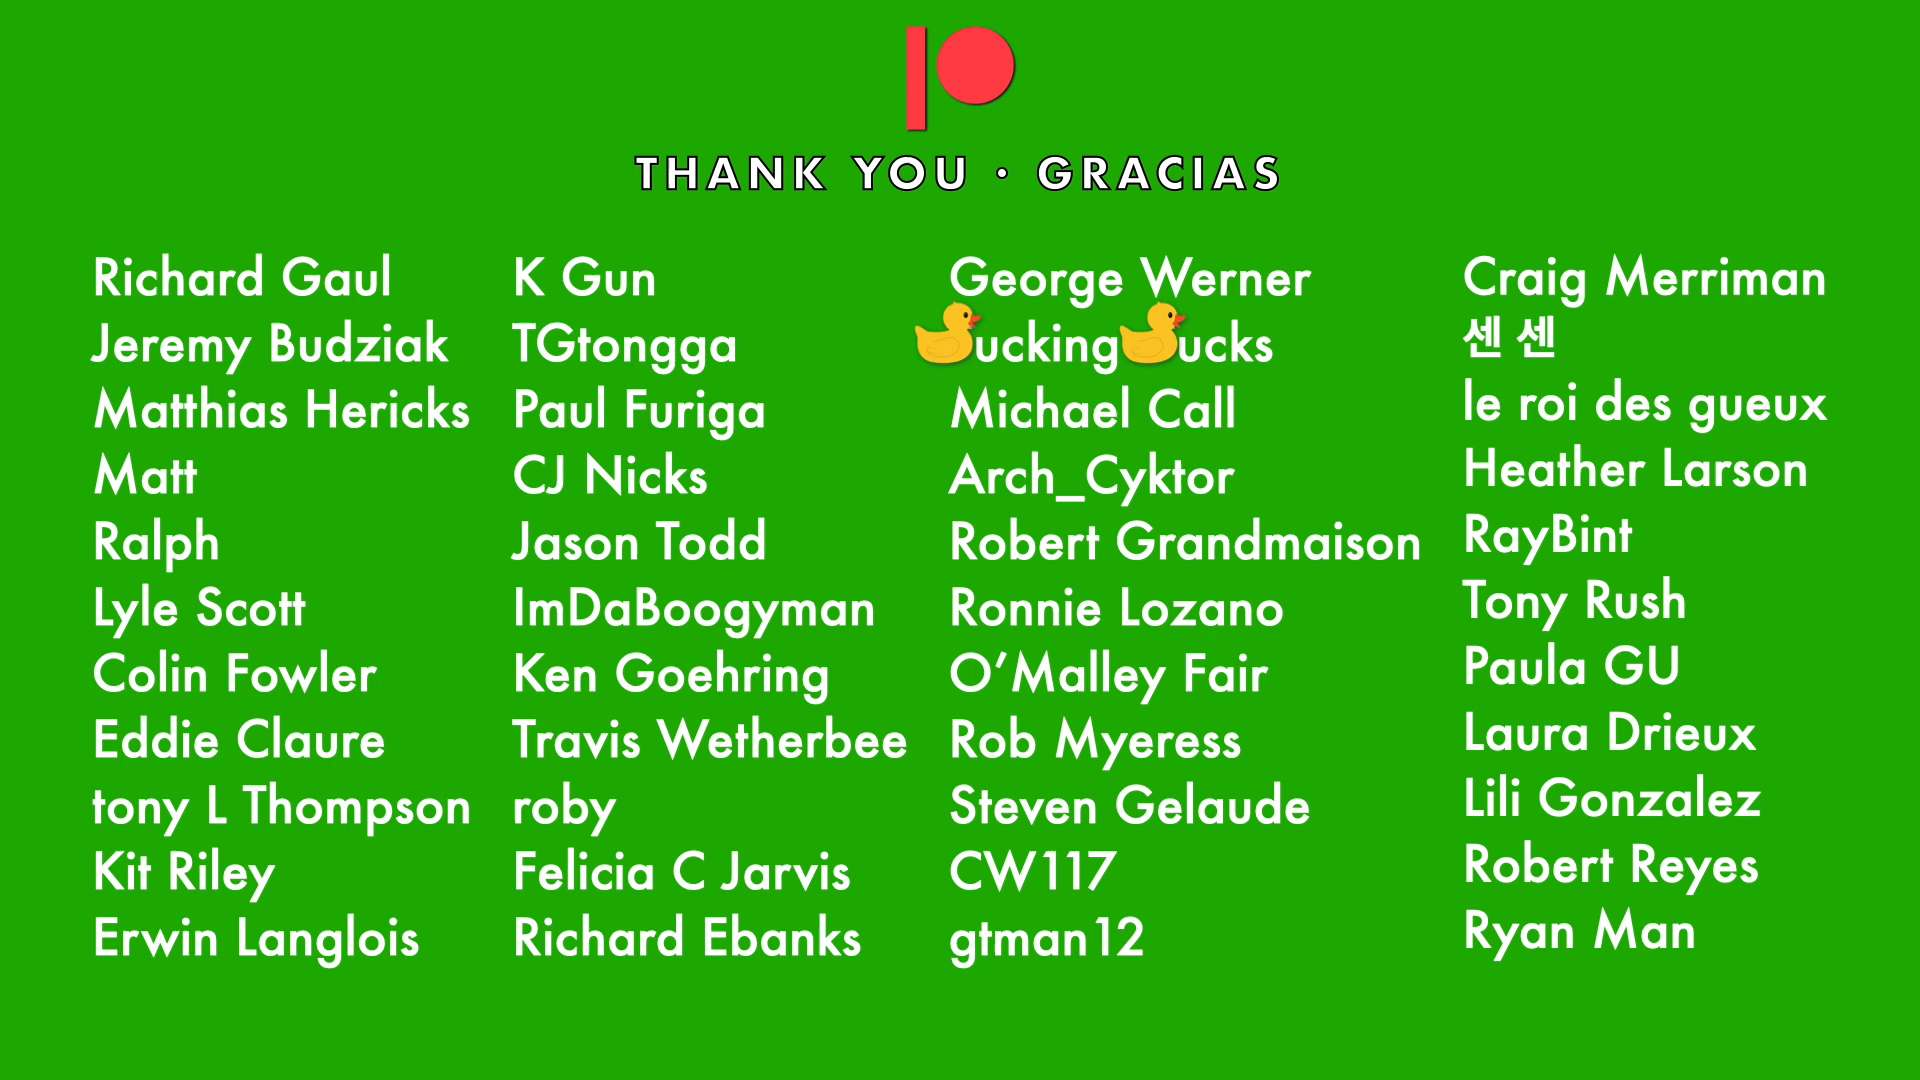 THANK YOU · GRACIAS
Richard Gaul
Jeremy Budziak
Matthias Hericks
Matt
Ralph
Lyle Scott
Colin Fowler
Eddie Claure
tony L Thompson
Kit Riley
Erwin Langlois
K Gun
TGtongga
Paul Furiga
CJ Nicks
Jason Todd
ImDaBoogyman
Ken Goehring
Travis Wetherbee
roby
Felicia C Jarvis
Richard Ebanks
George Werner
🦆ucking🦆ucks
Michael Call
Arch_Cyktor
Robert Grandmaison
Ronnie Lozano
O’Malley Fair
Rob Myeress
Steven Gelaude
CW117
gtman12
Craig Merriman
센 센
le roi des gueux
Heather Larson
RayBint
Tony Rush
Paula GU
Laura Drieux
Lili Gonzalez
Robert Reyes
Ryan Man